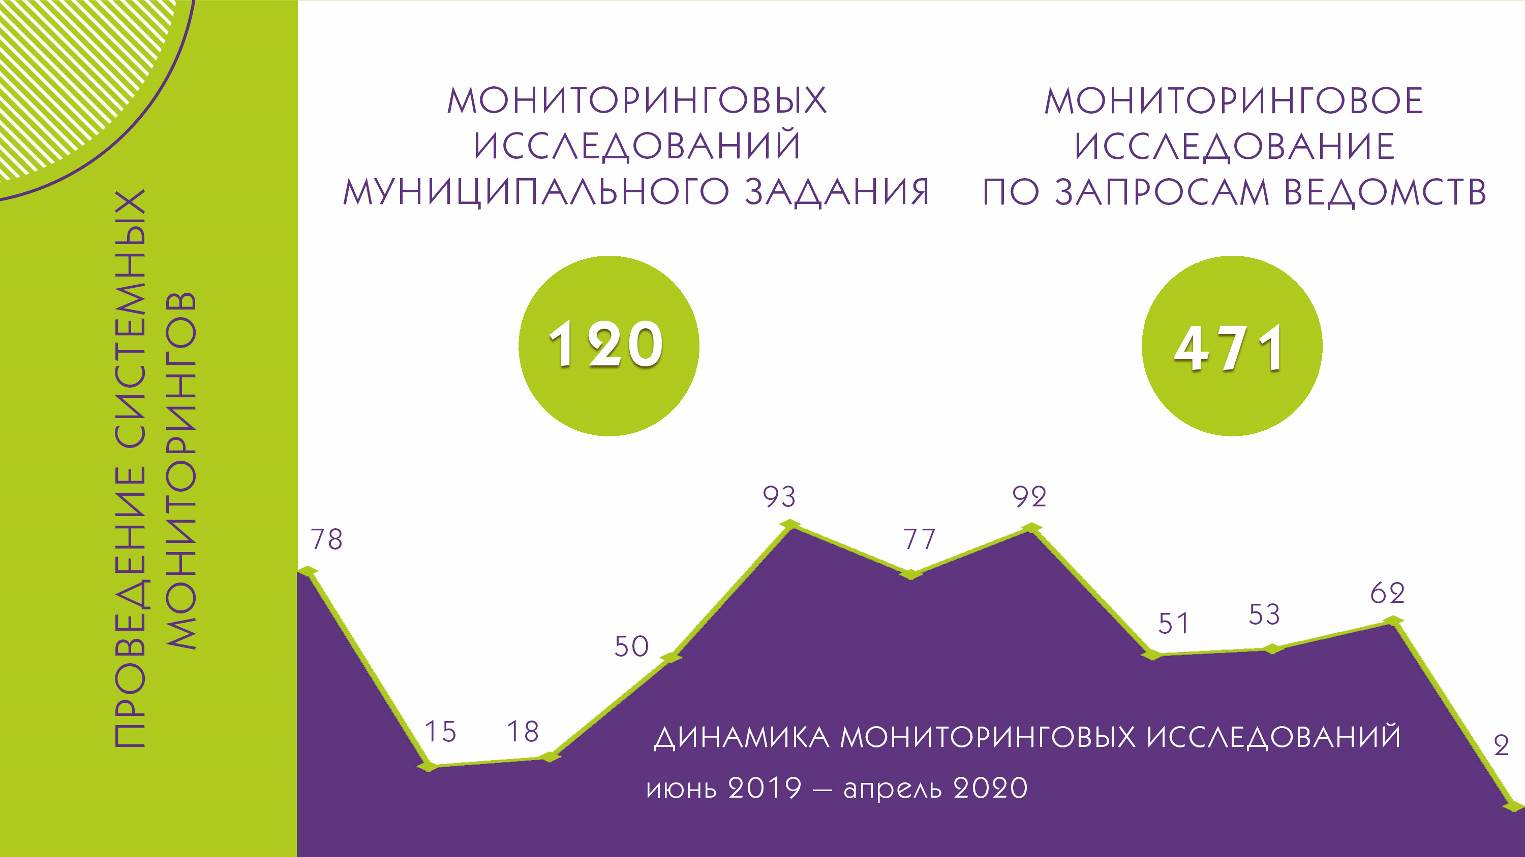 ПРОВЕДЕНИЕ СИСТЕМНЫХ
МОНИТОРИНГОВ
МОНИТОРИНГОВЫХ
ИССЛЕДОВАНИЙ
МУНИЦИПАЛЬНОГО ЗАДАНИЯ
120
МОНИТОРИНГОВОЕ
ИССЛЕДОВАНИЕ
ПО ЗАПРОСАМ ВЕДОМСТВ
471
78
15
18
50
93
77
92
51
53
62
2
ДИНАМИКА МОНИТОРИНГОВЫХ ИССЛЕДОВАНИЙ
июнь 2019 – апрель 2020